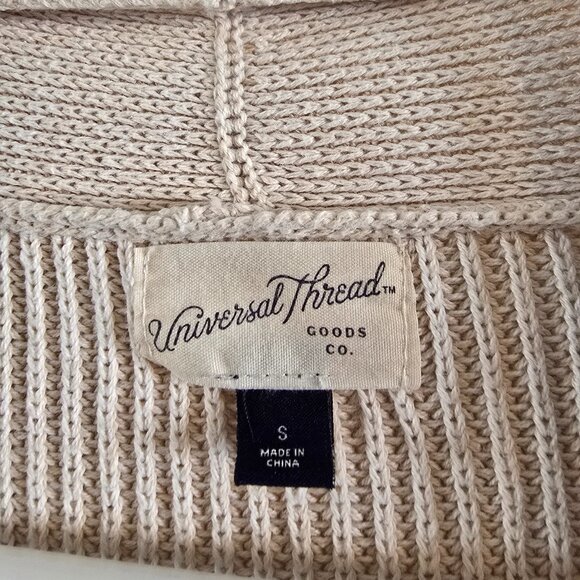 Universal Thread™
GOODS
CO.
S
MADE IN
CHINA